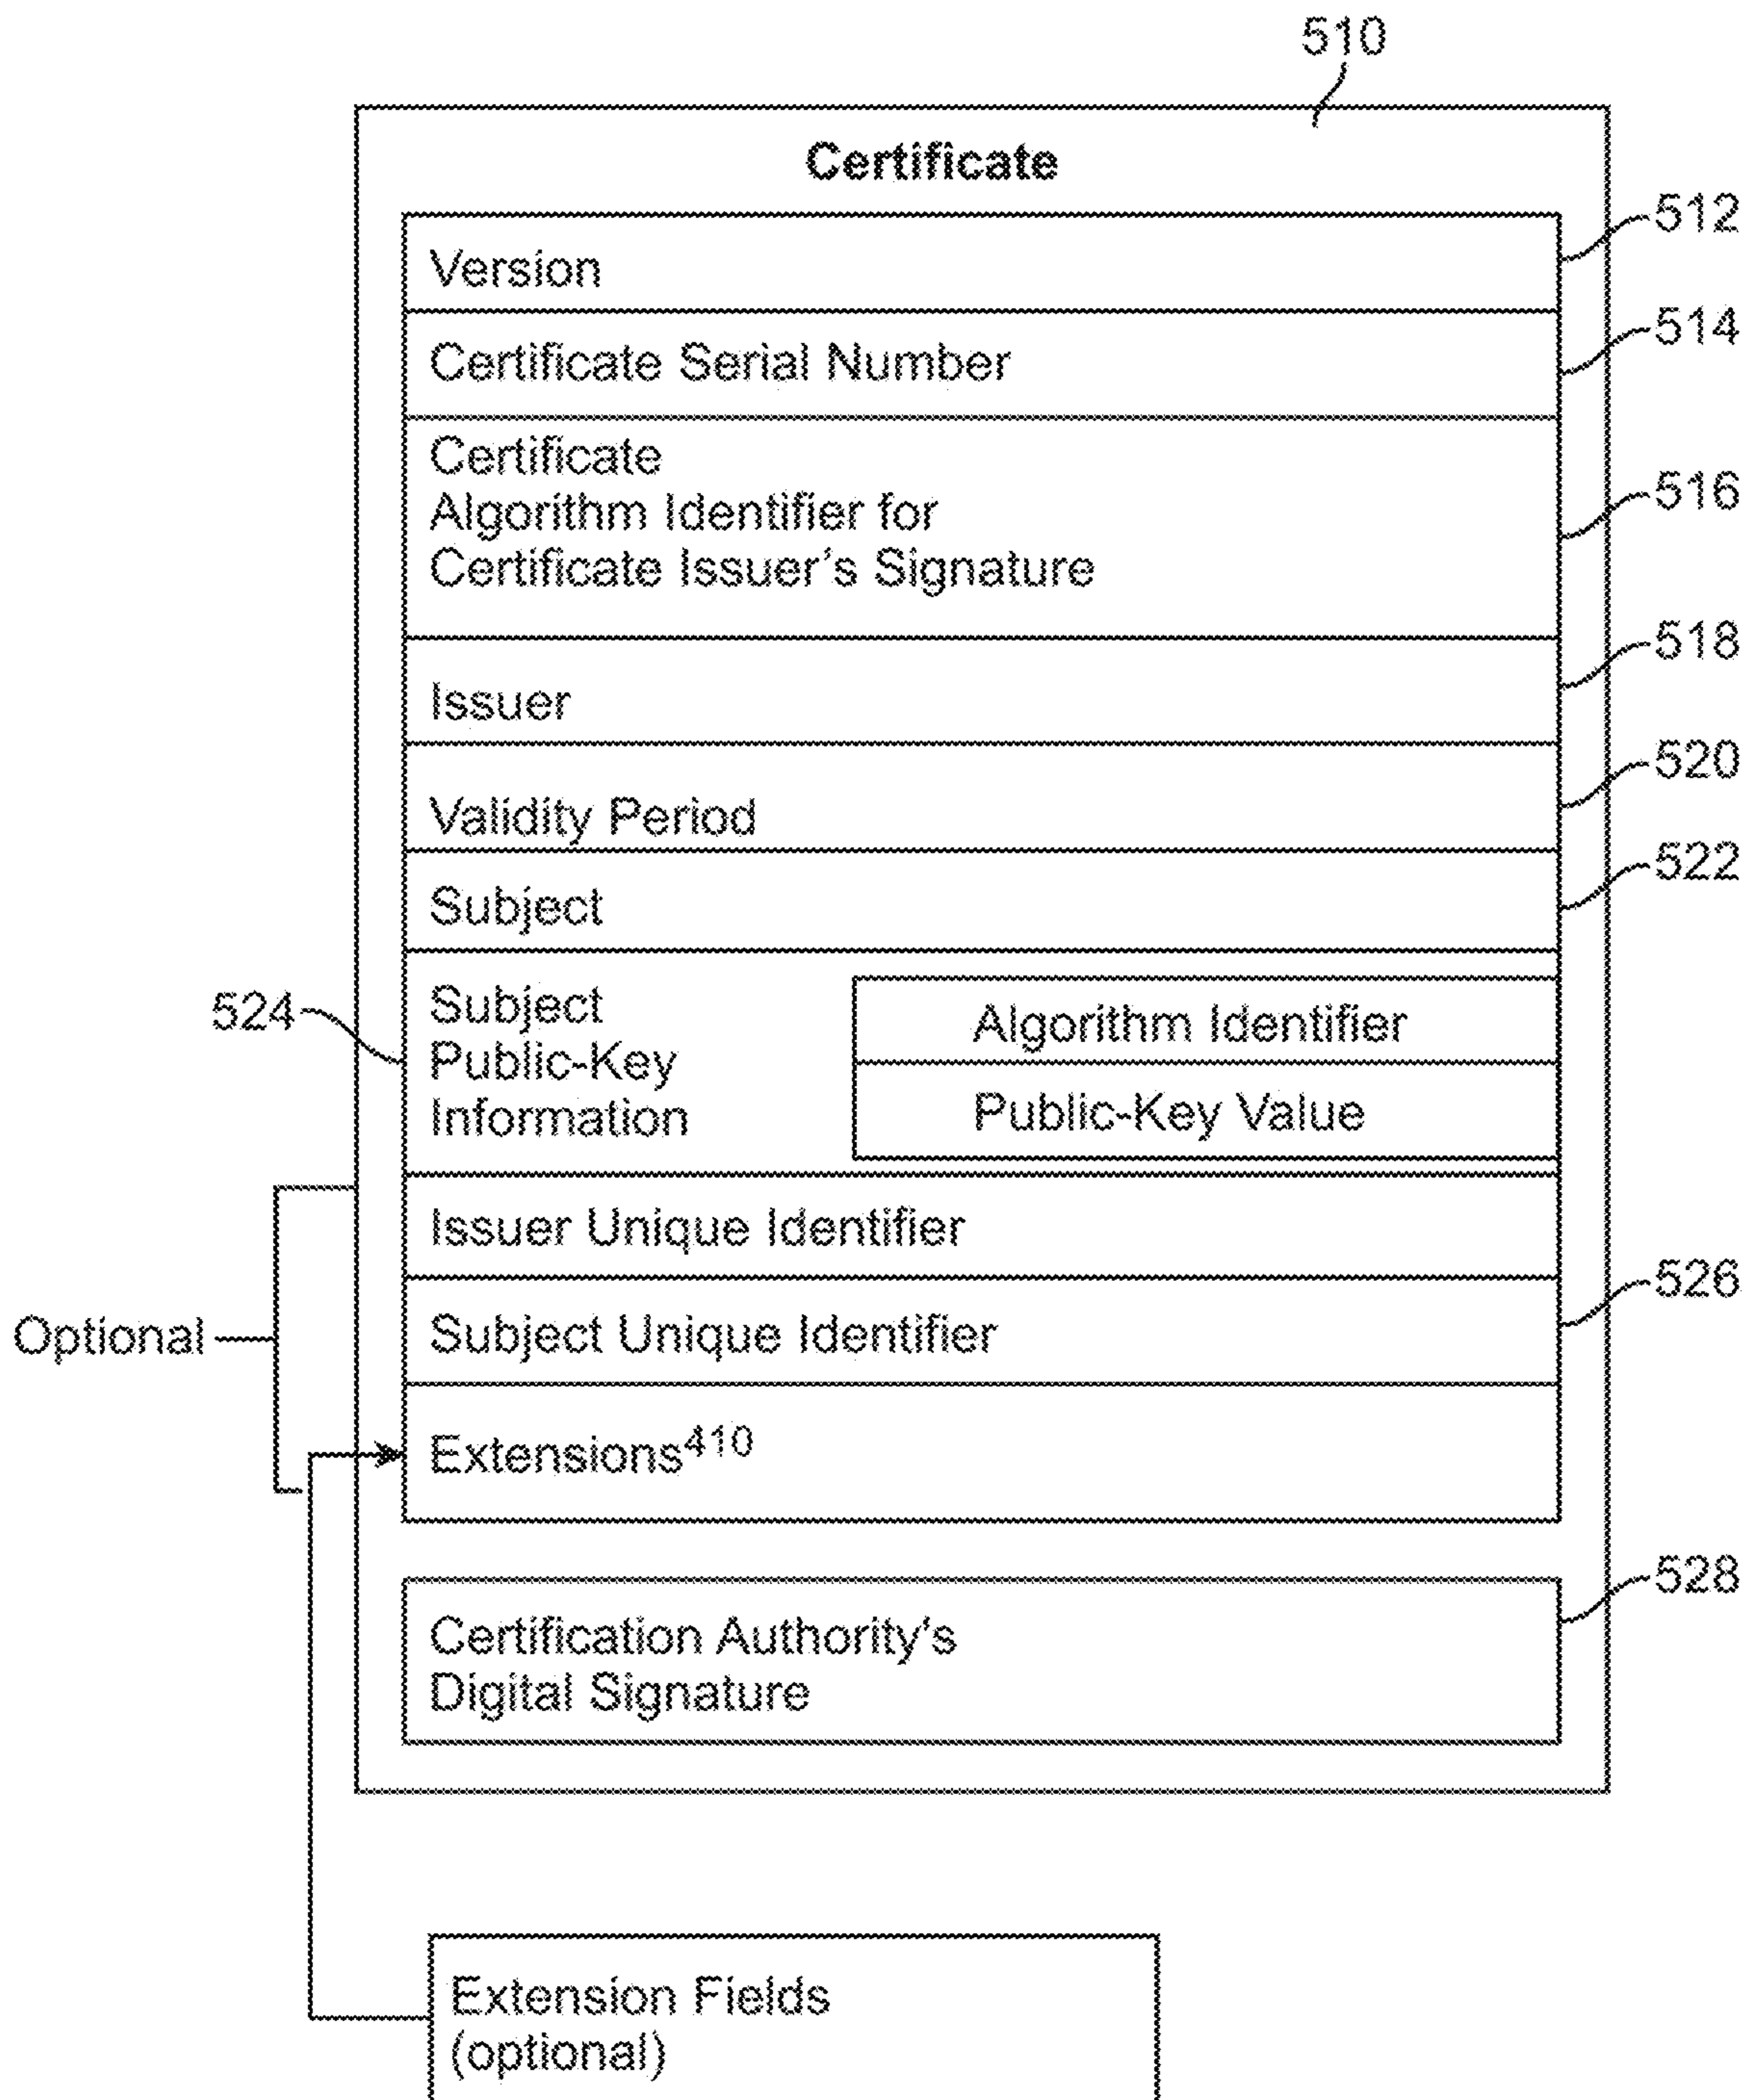 510
Certificate
512
Version
514
Certificate Serial Number
Certificate
516
Algorithm Identifier for
Certificate Issuer's Signature
518
Issuer
520
Validity Period
522
Subject
524
Subject
Public-Key
Information
Algorithm Identifier
Public-Key Value
Issuer Unique Identifier
526
Optional
Subject Unique Identifier
Extensions410
528
Certification Authority's
Digital Signature
Extension Fields
(optional)